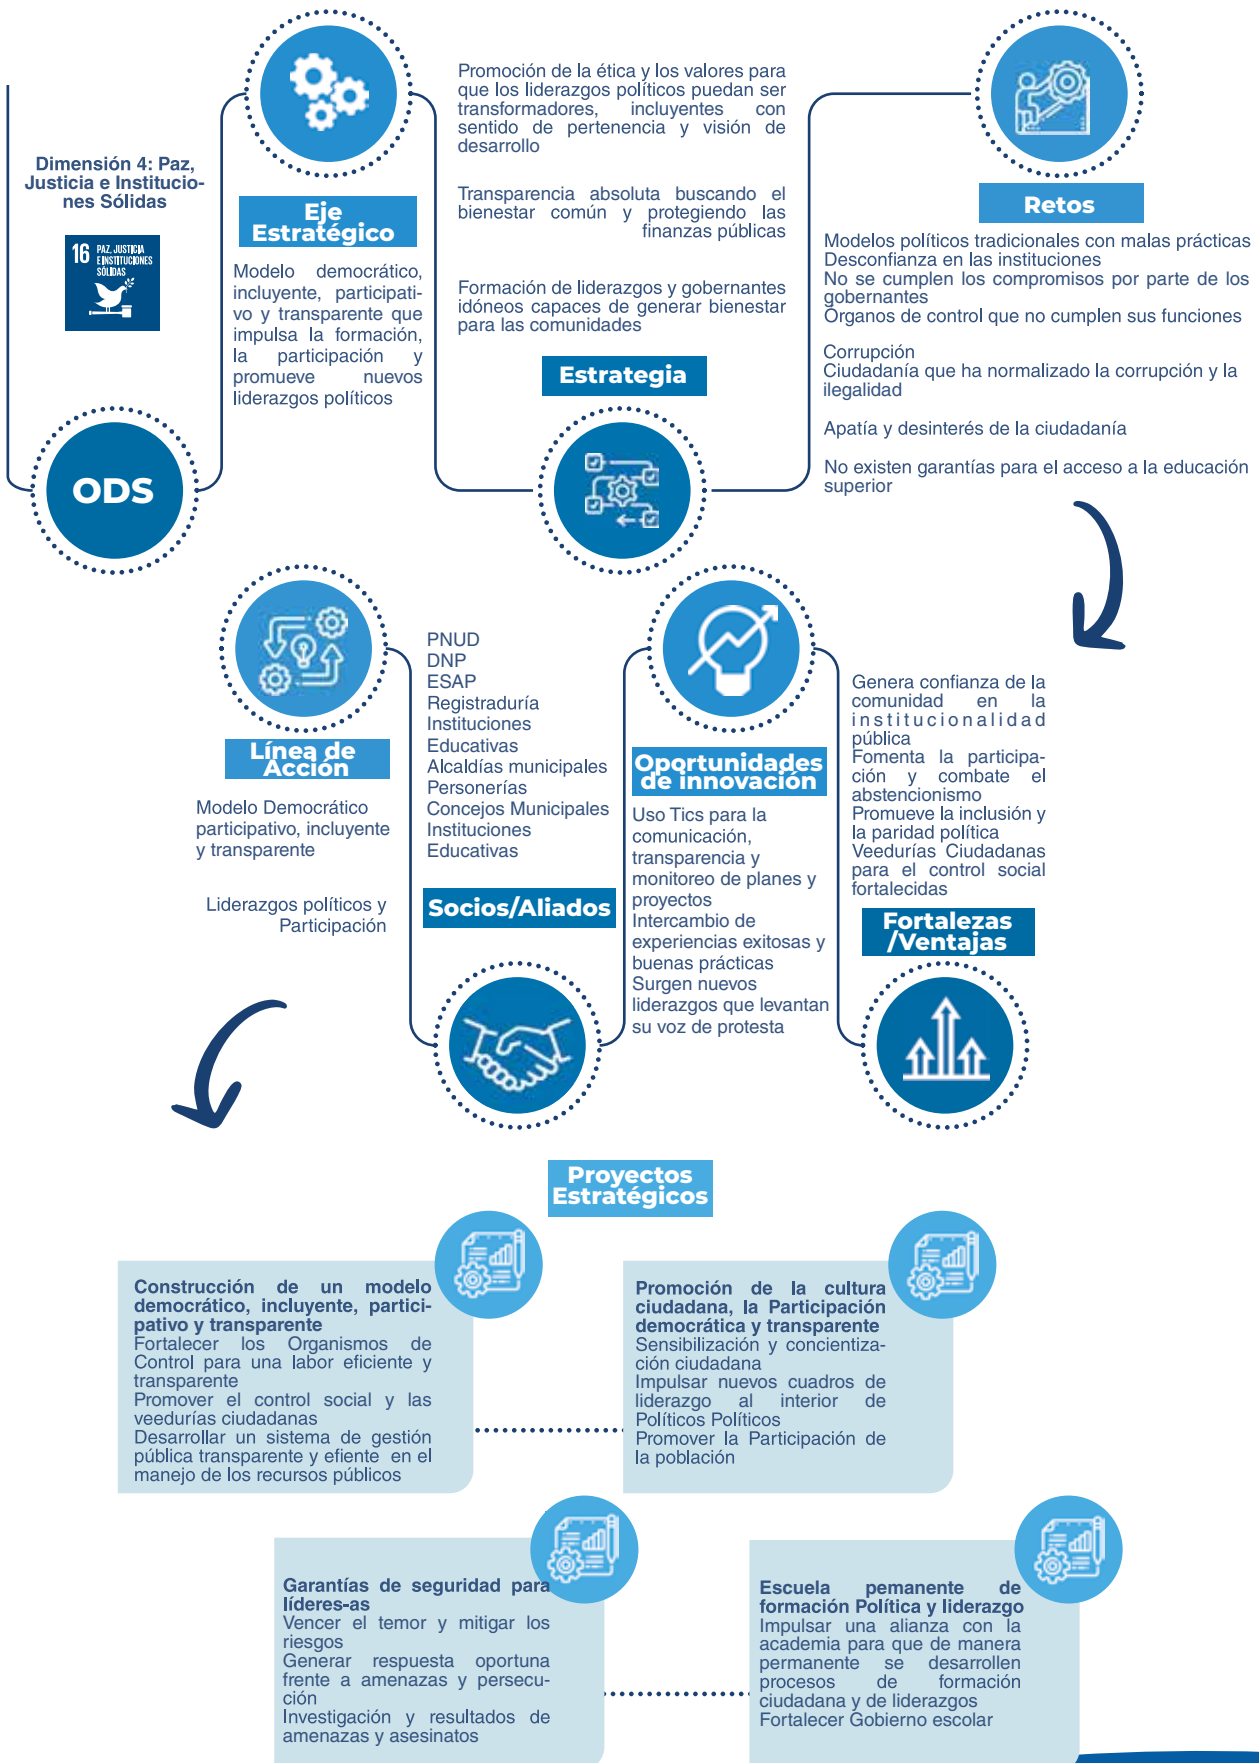 Dimensión 4: Paz,
Justicia e Institucio-
nes Sólidas
16 PAZ, JUSTICIA
E INSTITUCIONES
SÓLIDAS
ODS
Eje
Estratégico
Modelo democrático,
incluyente, participati-
vo y transparente que
impulsa la formación,
la participación y
promueve nuevos
liderazgos políticos
Promoción de la ética y los valores para
que los liderazgos políticos puedan ser
transformadores, incluyentes con
sentido de pertenencia y visión de
desarrollo
Transparencia absoluta buscando el
bienestar común y protegiendo las
finanzas públicas
Formación de liderazgos y gobernantes
idóneos capaces de generar bienestar
para las comunidades
Estrategia
Retos
Modelos políticos tradicionales con malas prácticas
Desconfianza en las instituciones
No se cumplen los compromisos por parte de los
gobernantes
Órganos de control que no cumplen sus funciones
Corrupción
Ciudadanía que ha normalizado la corrupción y la
ilegalidad
Apatía y desinterés de la ciudadanía
No existen garantías para el acceso a la educación
superior
Línea de
Acción
Modelo Democrático
participativo, incluyente
y transparente
Liderazgos políticos y
Participación
PNUD
DNP
ESAP
Registraduría
Instituciones
Educativas
Alcaldías municipales
Personerías
Concejos Municipales
Instituciones
Educativas
Socios/Aliados
Oportunidades
de innovación
Uso Tics para la
comunicación,
transparencia y
monitoreo de planes y
proyectos
Intercambio de
experiencias exitosas y
buenas prácticas
Surgen nuevos
liderazgos que levantan
su voz de protesta
Genera confianza de la
comunidad en la
institucionalidad
pública
Fomenta la participa-
ción y combate el
abstencionismo
Promueve la inclusión y
la paridad política
Veedurías Ciudadanas
para el control social
fortalecidas
Fortalezas
/Ventajas
Proyectos
Estratégicos
Construcción de un modelo
democrático, incluyente, partici-
pativo y transparente
Fortalecer los Organismos de
Control para una labor eficiente y
transparente
Promover el control social y las
veedurías ciudadanas
Desarrollar un sistema de gestión
pública transparente y efiente en el
manejo de los recursos públicos
Promoción de la cultura
ciudadana, la Participación
democrática y transparente
Sensibilización y concientiza-
ción ciudadana
Impulsar nuevos cuadros de
liderazgo al interior de
Políticos Políticos
Promover la Participación de
la población
Garantías de seguridad para
líderes-as
Vencer el temor y mitigar los
riesgos
Generar respuesta oportuna
frente a amenazas y persecu-
ción
Investigación y resultados de
amenazas y asesinatos
Escuela pemanente de
formación Política y liderazgo
Impulsar una alianza con la
academia para que de manera
permanente se desarrollen
procesos de formación
ciudadana y de liderazgos
Fortalecer Gobierno escolar